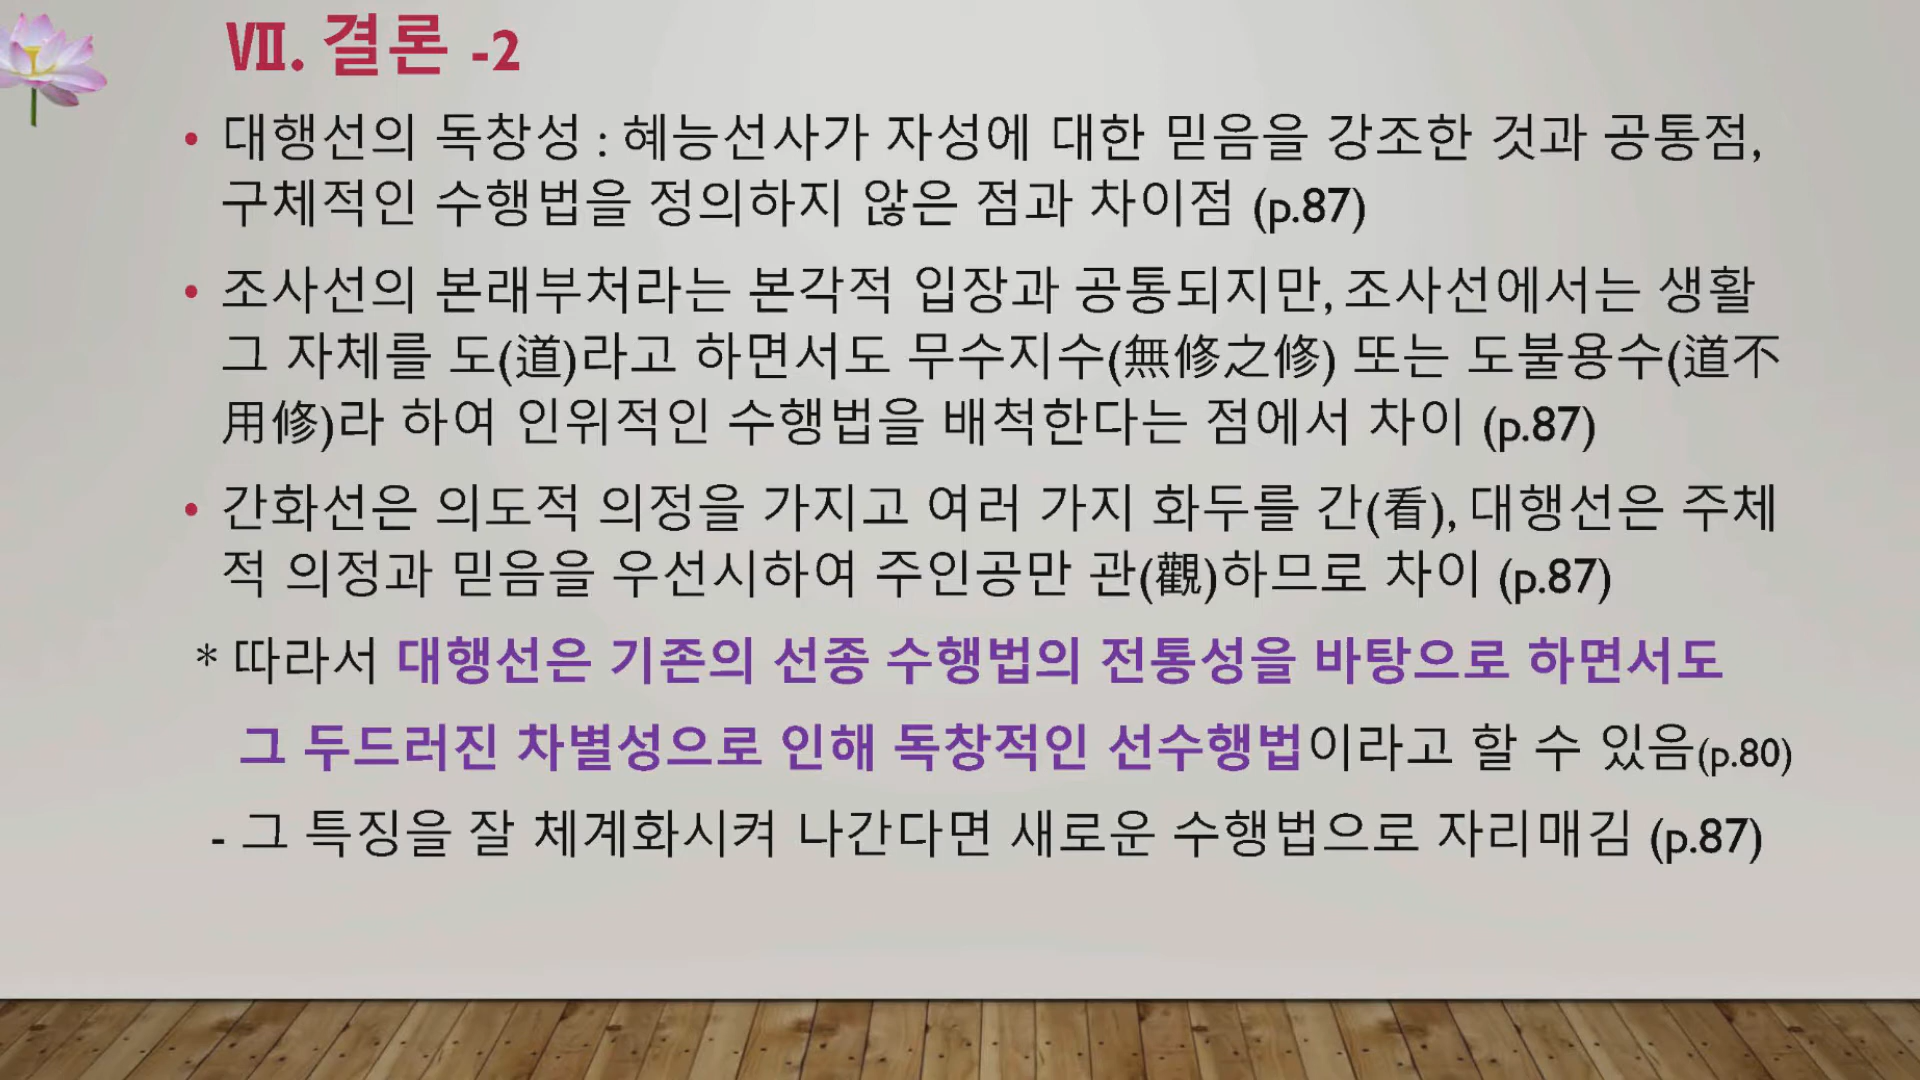 Ⅶ. 결론 -2
• 대행선의 독창성 : 혜능선사가 자성에 대한 믿음을 강조한 것과 공통점,
구체적인 수행법을 정의하지 않은 점과 차이점 (p.87)
• 조사선의 본래부처라는 본각적 입장과 공통되지만, 조사선에서는 생활
그 자체를 도(道)라고 하면서도 무수지수(無修之修) 또는 도불용수(道不
用修)라 하여 인위적인 수행법을 배척한다는 점에서 차이 (p.87)
• 간화선은 의도적 의정을 가지고 여러 가지 화두를 간(看), 대행선은 주체
적 의정과 믿음을 우선시하여 주인공만 관(觀)하므로 차이 (p.87)
* 따라서 대행선은 기존의 선종 수행법의 전통성을 바탕으로 하면서도
그 두드러진 차별성으로 인해 독창적인 선수행법이라고 할 수 있음(p.80)
- 그 특징을 잘 체계화시켜 나간다면 새로운 수행법으로 자리매김 (p.87)